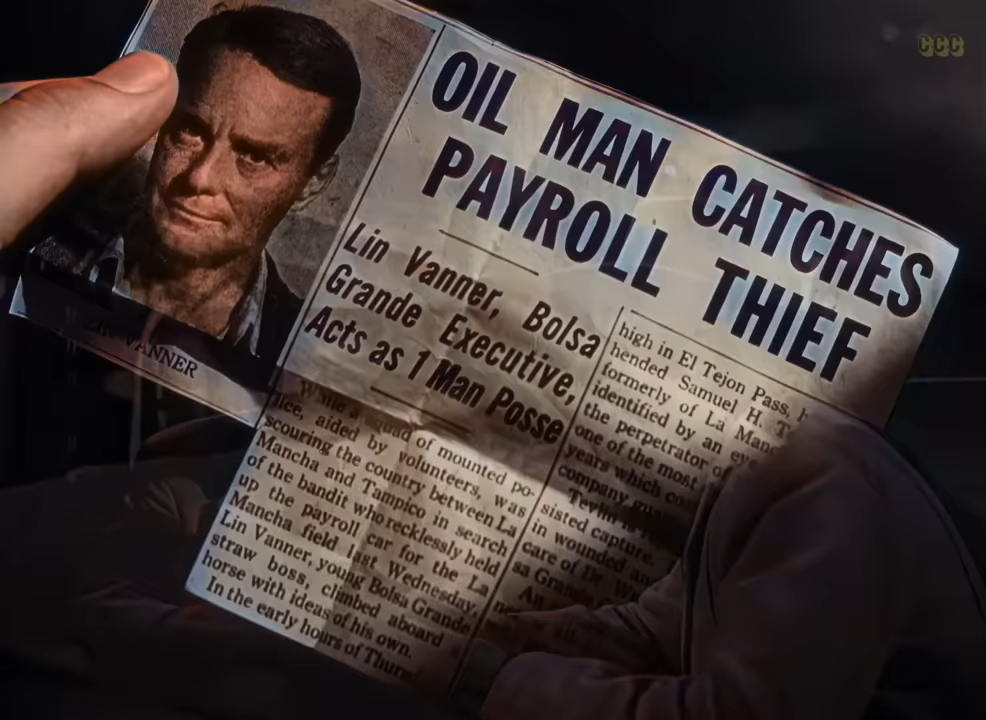 CCC
OIL MAN CATCHES
PAYROLL THIEF
VANNER
Lin Vanner, Bolsa
Grande Executive,
Acts as 1 Man Posse
While a squad of mounted po-
lice, aided by volunteers, was
scouring the country between La
Mancha and Tampico in search
of the bandit who recklessly held
up the payroll car for the La
Mancha field last Wednesday,
Lin Vanner, young Bolsa Grande
straw boss, climbed aboard
horse with ideas of his own.
In the early hours of Thurs
high in El Tejon Pass,
hended Samuel H.
formerly of La
identified by an
the perpetrator
one of the most
years which
company
sisted capture.
in wounded
care of Dr.
sa Grande
An